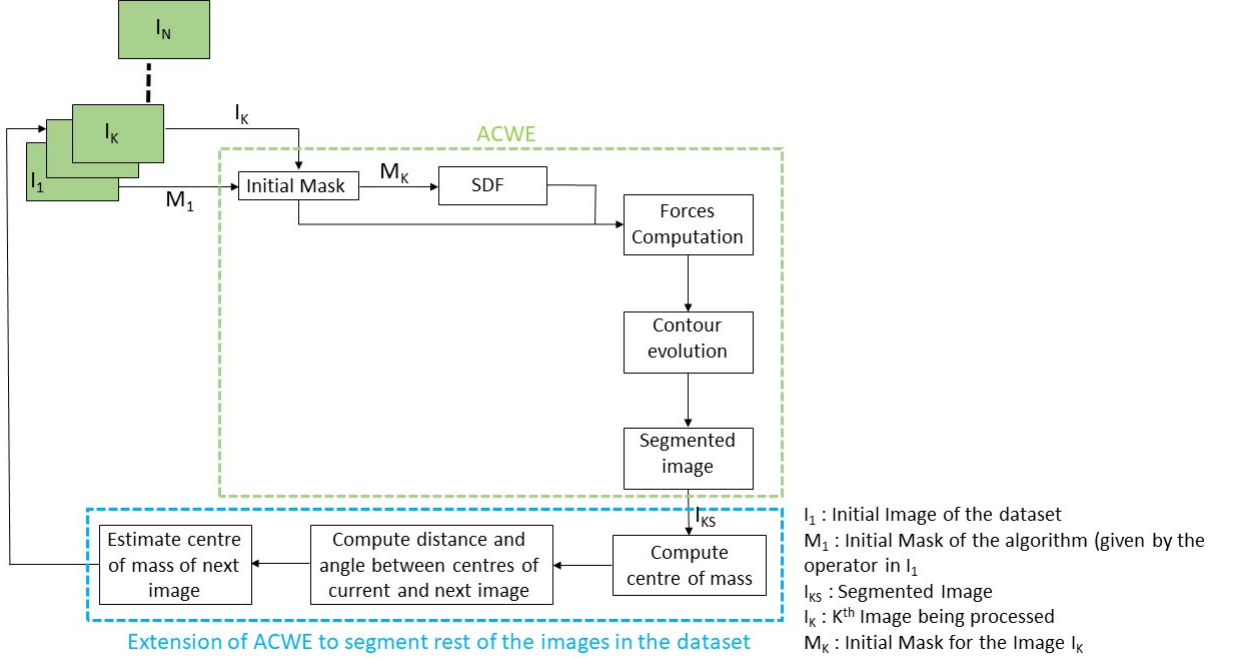 I_N
I_K
I_K
ACWE
I_1
M_1
Initial Mask
M_K
SDF
Forces
Computation
Contour
evolution
Segmented
image
I_KS
Estimate centre
of mass of next
image
Compute distance and
angle between centres of
current and next image
Compute
centre of mass
Extension of ACWE to segment rest of the images in the dataset
I_1 : Initial Image of the dataset
M_1 : Initial Mask of the algorithm (given by the
operator in I_1
I_KS : Segmented Image
I_K : K^th Image being processed
M_K : Initial Mask for the Image I_K